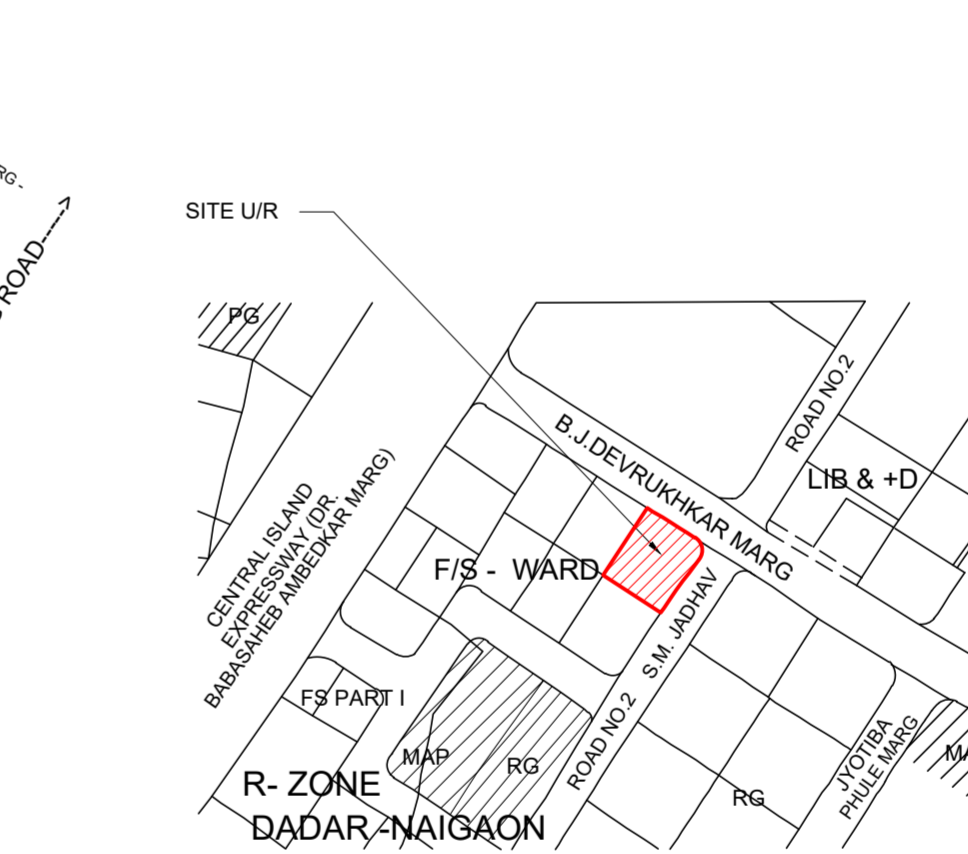 RG -
ROAD---->
SITE U/R
PG
ROAD NO.2
B.J.DEVRUKHKAR MARG
LIB & +D
CENTRAL ISLAND
EXPRESSWAY (DR.
BABASAHEB AMBEDKAR MARG)
F/S - WARD
S.M. JADHAV
ROAD NO.2
FS PART I
MAP
RG
RG
JYOTIBA
PHULE MARG
R- ZONE
DADAR -NAIGAON